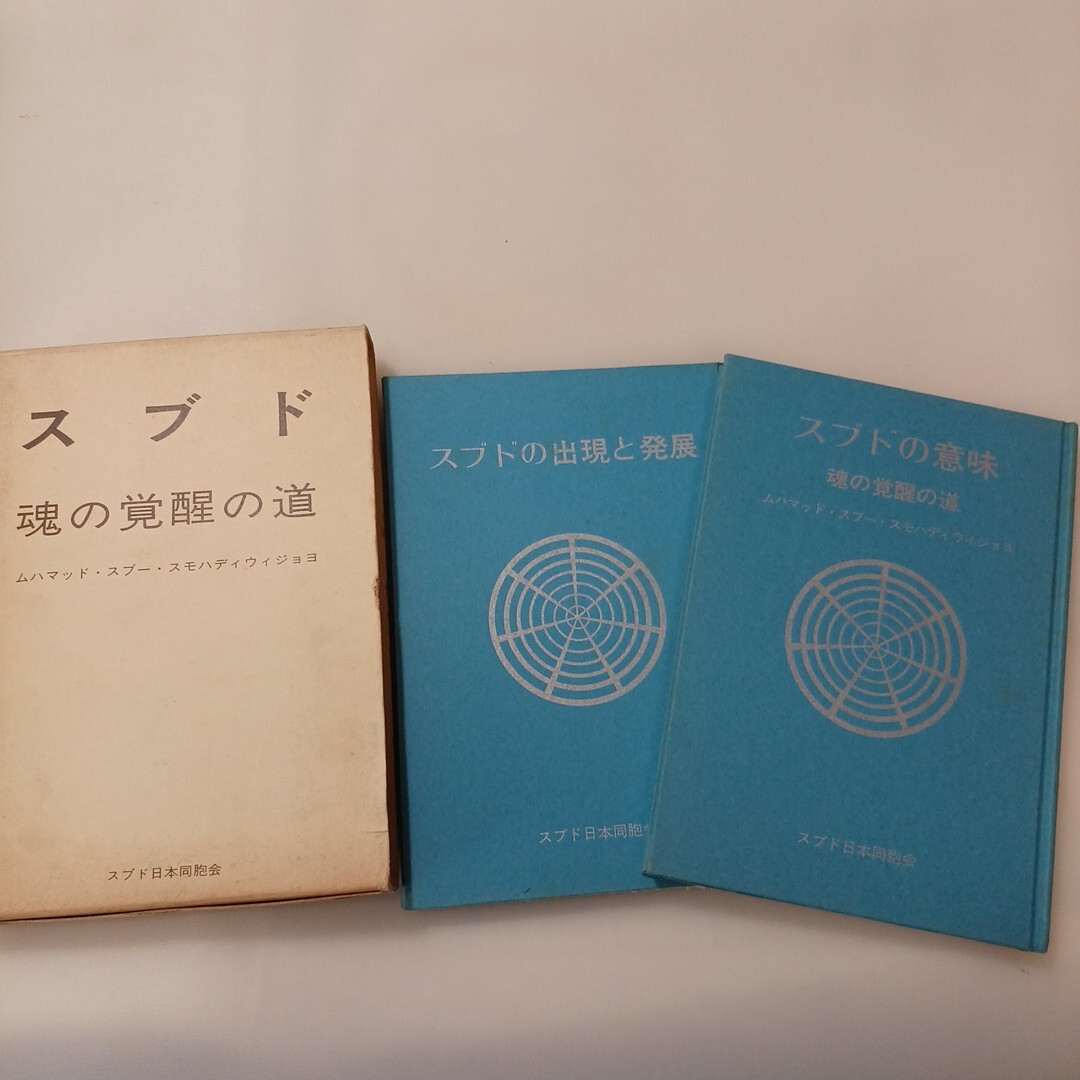 スブド
魂の覚醒の道
ムハマッド・スブー・スモハディウィジョヨ
スブド日本同胞会
スブドの出現と発展
スブド日本同胞会
スブドの意味
魂の覚醒の道
ムハマッド・スブー・スモハディウィジョヨ
スブド日本同胞会